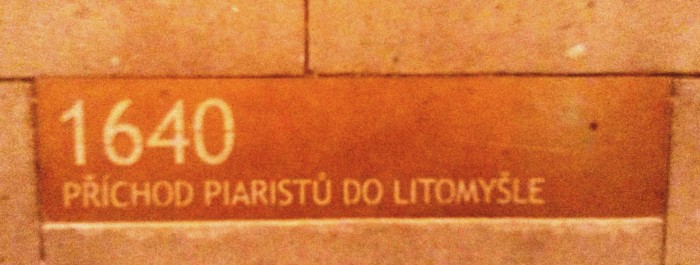 1640
PŘÍCHOD PIARISTŮ DO LITOMYŠLE